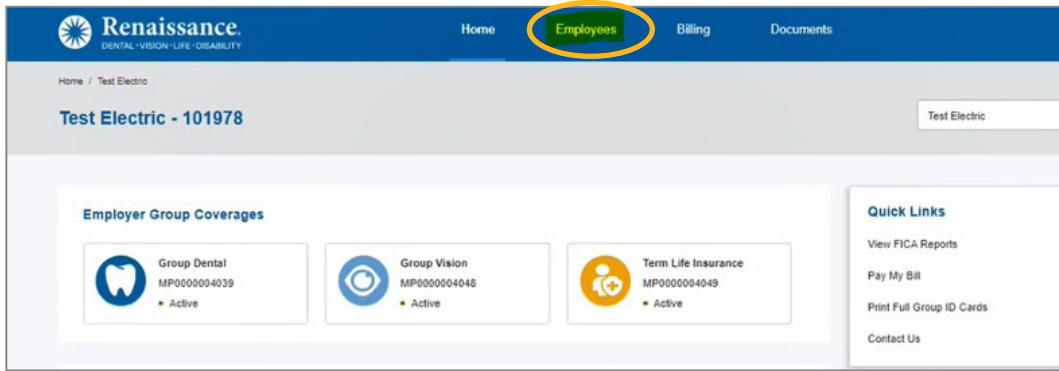 Renaissance.
DENTAL·VISION·LIFE·DISABILITY
Home Employees Billing Documents
Home / Test Electric
Test Electric - 101978
Test Electric
Employer Group Coverages
Group Dental
MP0000004039
Active
Group Vision
MP0000004048
Active
Term Life Insurance
MP0000004049
Active
Quick Links
View FICA Reports
Pay My Bill
Print Full Group ID Cards
Contact Us